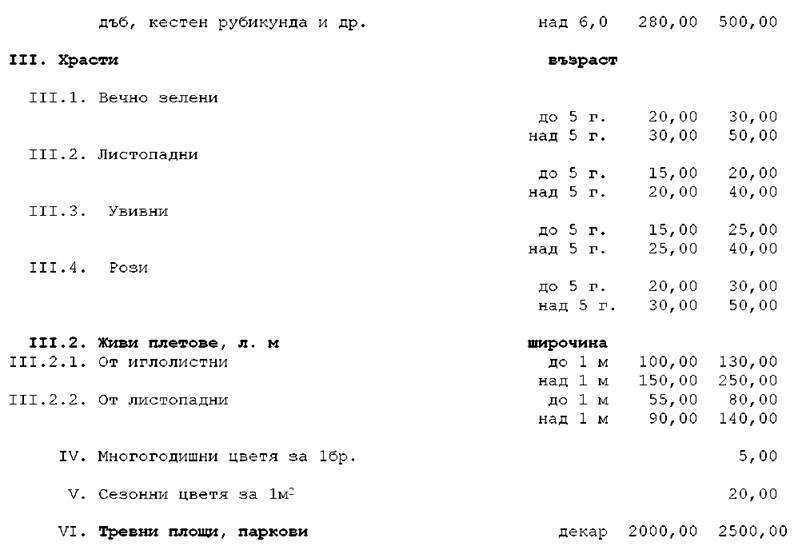 дъб, кестен рубикунда и др. над 6,0 280,00 500,00
III. Храсти възраст
III.1. Вечно зелени
до 5 г. 20,00 30,00
над 5 г. 30,00 50,00
III.2. Листопадни
до 5 г. 15,00 20,00
над 5 г. 20,00 40,00
III.3. Увивни
до 5 г. 15,00 25,00
над 5 г. 25,00 40,00
III.4. Рози
до 5 г. 20,00 30,00
над 5 г. 30,00 50,00
III.2. Живи плетове, л. м широчина
III.2.1. От иглолистни до 1 м 100,00 130,00
над 1 м 150,00 250,00
III.2.2. От листопадни до 1 м 55,00 80,00
над 1 м 90,00 140,00
IV. Многогодишни цветя за 1бр. 5,00
V. Сезонни цветя за 1м² 20,00
VI. Тревни площи, паркови декар 2000,00 2500,00